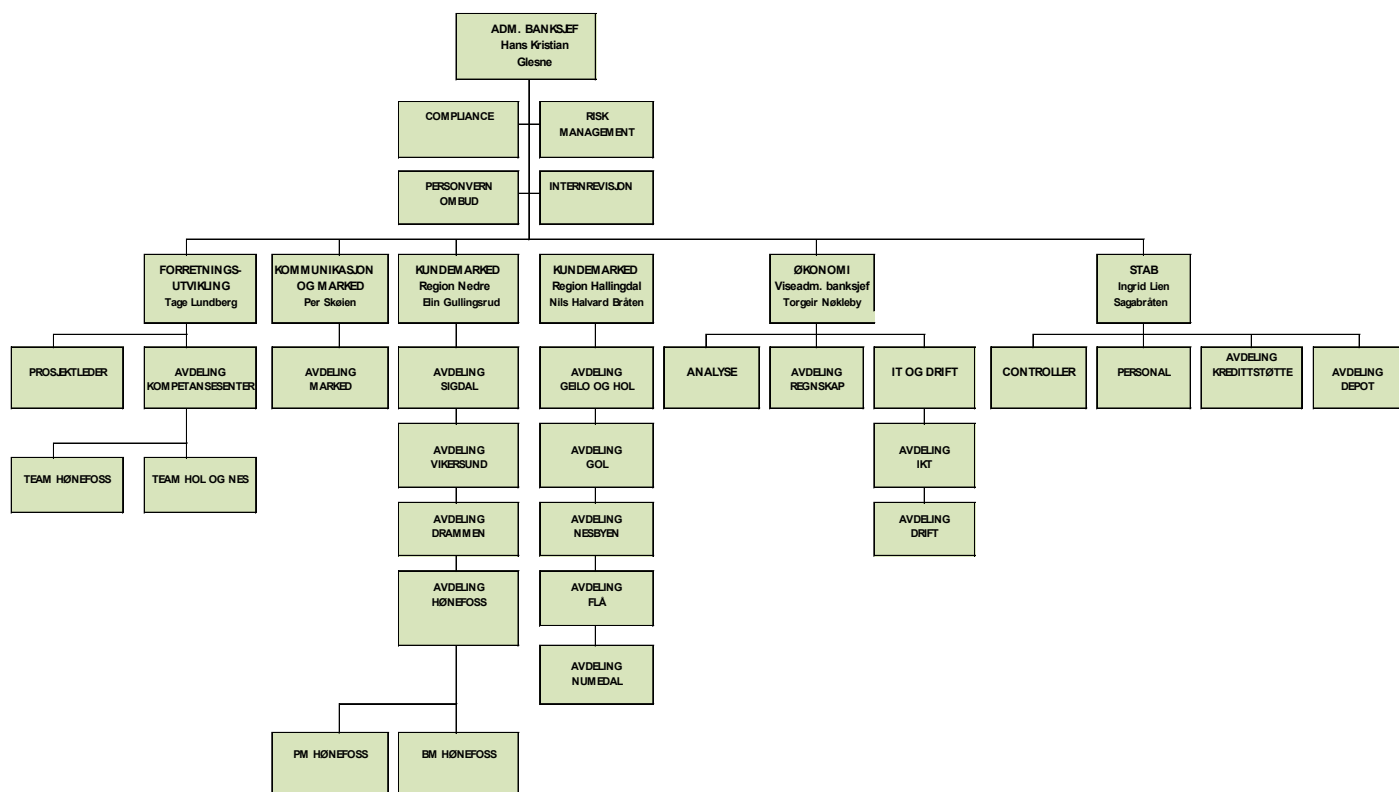 ADM. BANKSJEF
Hans Kristian
Glesne
COMPLIANCE
RISK
MANAGEMENT
PERSONVERN
OMBUD
INTERNREVISJON
FORRETNINGS-
UTVIKLING
Tage Lundberg
KOMMUNIKASJON
OG MARKED
Per Skøien
KUNDEMARKED
Region Nedre
Elin Gullingsrud
KUNDEMARKED
Region Hallingdal
Nils Halvard Bråten
ØKONOMI
Viseadm. banksjef
Torgeir Nøkleby
STAB
Ingrid Lien
Sagabråten
PROSJEKTLEDER
AVDELING
KOMPETANSESENTER
AVDELING
MARKED
AVDELING
SIGDAL
AVDELING
GEILO OG HOL
ANALYSE
AVDELING
REGNSKAP
IT OG DRIFT
CONTROLLER
PERSONAL
AVDELING
KREDITTSTØTTE
AVDELING
DEPOT
TEAM HØNEFOSS
TEAM HOL OG NES
AVDELING
VIKERSUND
AVDELING
GOL
AVDELING
IKT
AVDELING
DRAMMEN
AVDELING
NESBYEN
AVDELING
DRIFT
AVDELING
HØNEFOSS
AVDELING
FLÅ
AVDELING
NUMEDAL
PM HØNEFOSS
BM HØNEFOSS